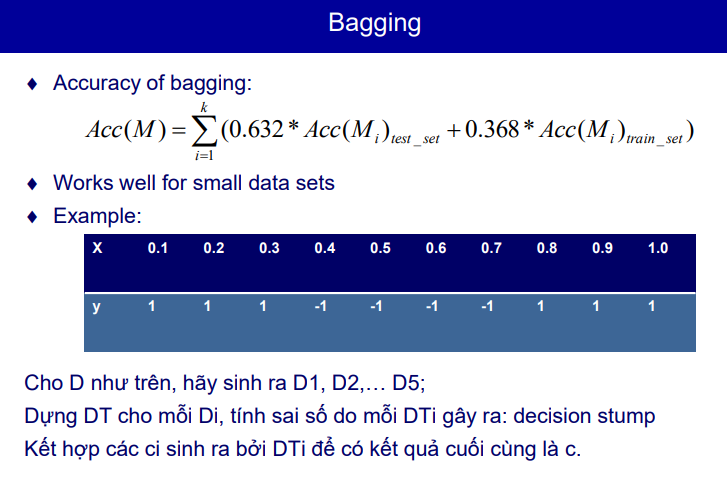 Bagging
♦ Accuracy of bagging:
Acc(M) = \sum_{i=1}^{k} (0.632 * Acc(M_i)_{test_set} + 0.368 * Acc(M_i)_{train_set})
♦ Works well for small data sets
♦ Example:
X 0.1 0.2 0.3 0.4 0.5 0.6 0.7 0.8 0.9 1.0
y 1 1 1 -1 -1 -1 -1 1 1 1
Cho D như trên, hãy sinh ra D1, D2,… D5;
Dựng DT cho mỗi Di, tính sai số do mỗi DTi gây ra: decision stump
Kết hợp các ci sinh ra bởi DTi để có kết quả cuối cùng là c.